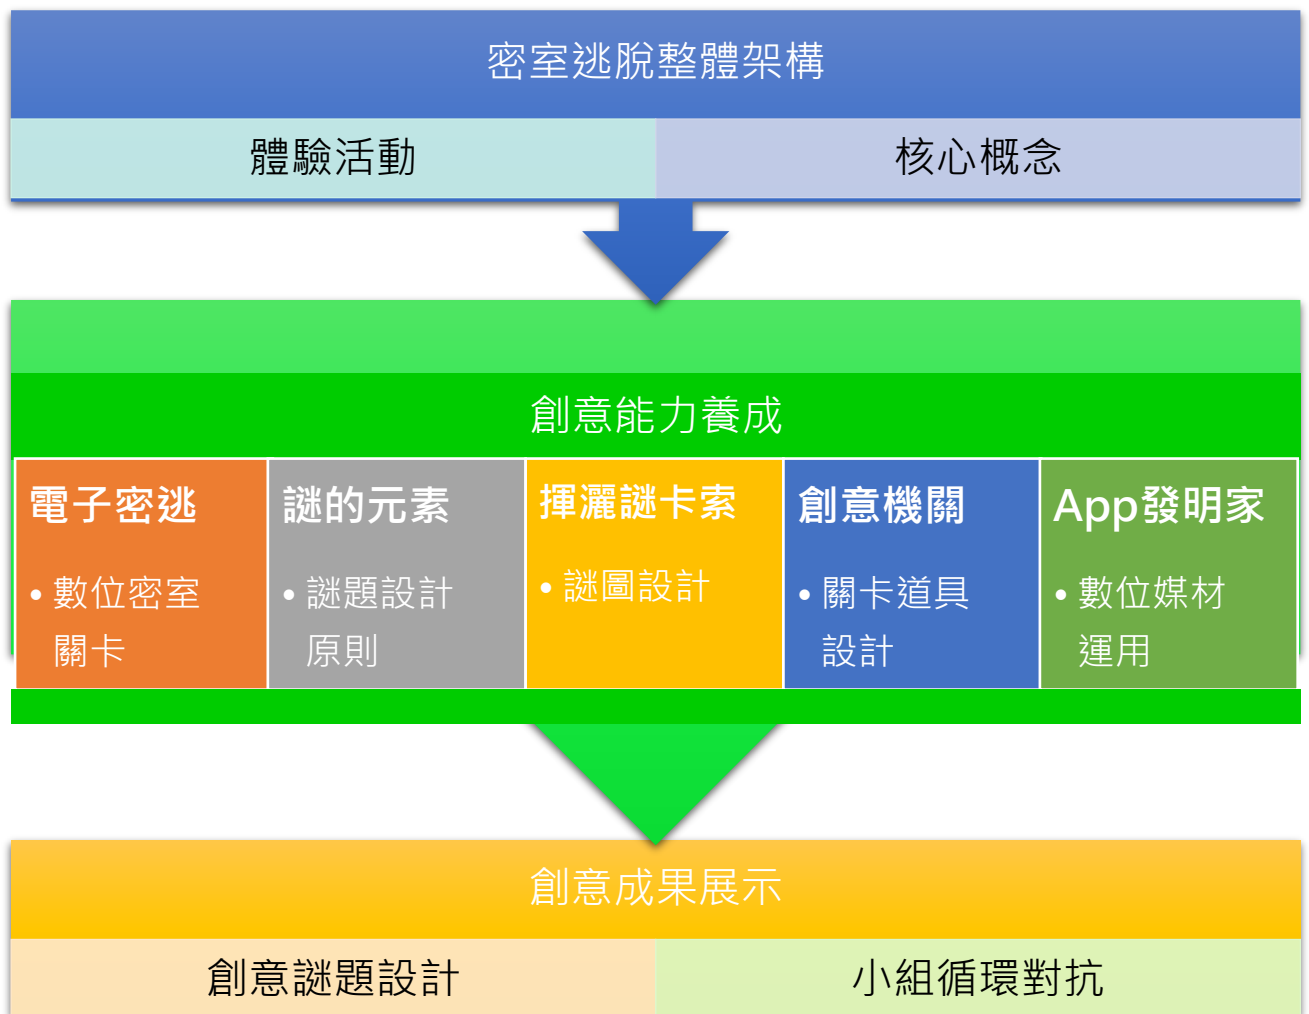 密室逃脫整體架構
體驗活動
核心概念
創意能力養成
電子密逃
• 數位密室
關卡
謎的元素
• 謎題設計
原則
揮灑謎卡索
• 謎圖設計
創意機關
• 關卡道具
設計
App發明家
• 數位媒材
運用
創意成果展示
創意謎題設計
小組循環對抗